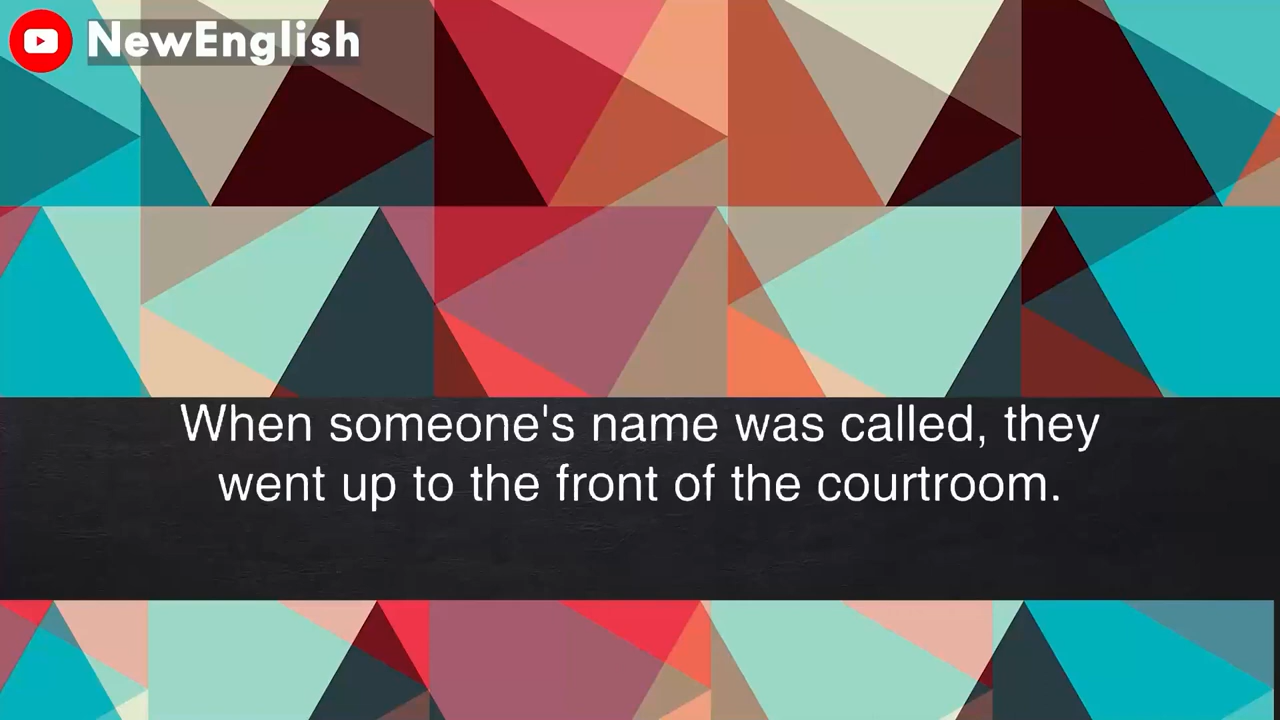 NewEnglish
When someone's name was called, they
went up to the front of the courtroom.